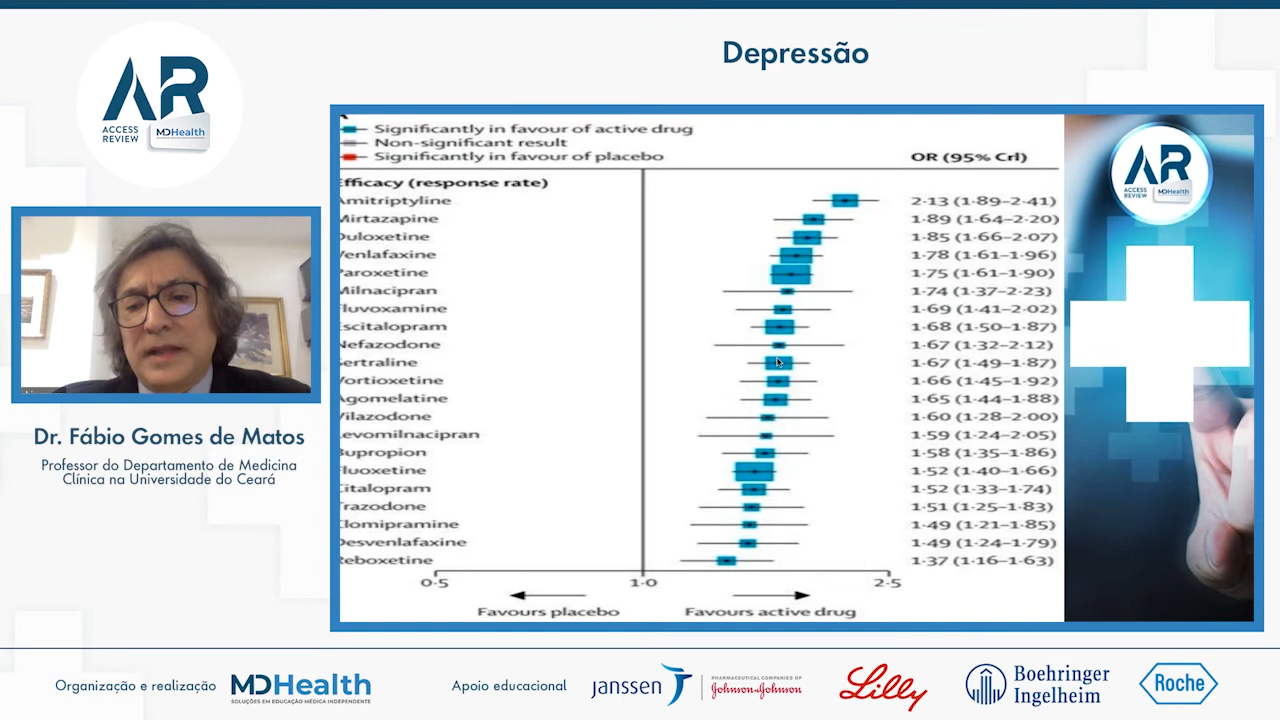 Depressão
AR
ACCESS
REVIEW
MDHealth
Significantly in favour of active drug
Non-significant result
Significantly in favour of placebo
OR (95% CrI)
Efficacy (response rate)
Amitriptyline 2·13 (1·89–2·41)
Mirtazapine 1·89 (1·64–2·20)
Duloxetine 1·85 (1·66–2·07)
Venlafaxine 1·78 (1·61–1·96)
Paroxetine 1·75 (1·61–1·90)
Milnacipran 1·74 (1·37–2·23)
Fluvoxamine 1·69 (1·41–2·02)
Escitalopram 1·68 (1·50–1·87)
Nefazodone 1·67 (1·32–2·12)
Sertraline 1·67 (1·49–1·87)
Vortioxetine 1·66 (1·45–1·92)
Agomelatine 1·65 (1·44–1·88)
Vilazodone 1·60 (1·28–2·00)
Levomilnacipran 1·59 (1·24–2·05)
Bupropion 1·58 (1·35–1·86)
Fluoxetine 1·52 (1·40–1·66)
Citalopram 1·52 (1·33–1·74)
Trazodone 1·51 (1·25–1·83)
Clomipramine 1·49 (1·21–1·85)
Desvenlafaxine 1·49 (1·24–1·79)
Reboxetine 1·37 (1·16–1·63)
0·5 1·0 2·5
Favours placebo Favours active drug
AR
ACCESS
REVIEW
MDHealth
Dr. Fábio Gomes de Matos
Professor do Departamento de Medicina
Clínica na Universidade do Ceará
Organização e realização
MDHealth
SOLUÇÕES EM EDUCAÇÃO MÉDICA INDEPENDENTE
Apoio educacional
janssen
PHARMACEUTICAL COMPANIES OF
Johnson & Johnson
Lilly
Boehringer
Ingelheim
Roche